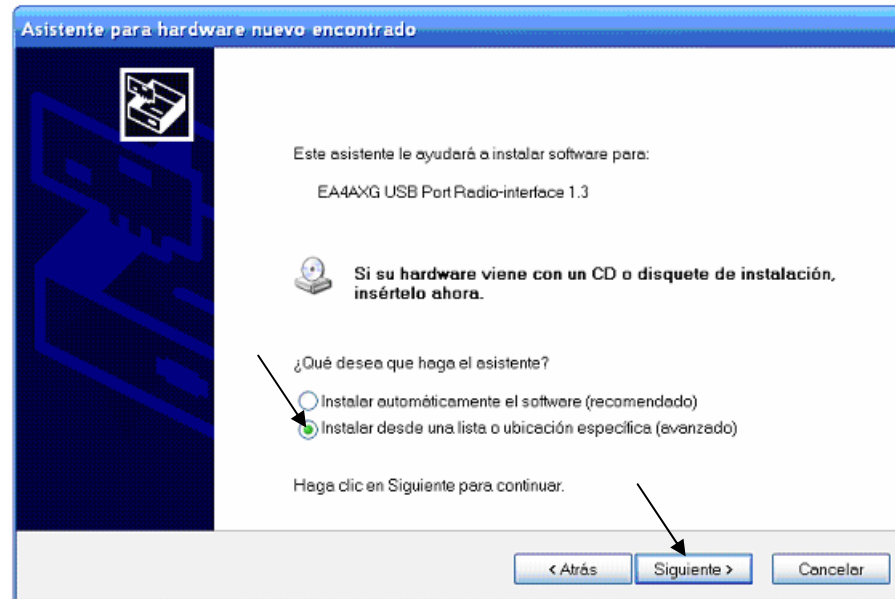 Asistente para hardware nuevo encontrado
Este asistente le ayudará a instalar software para:
EA4AXG USB Port Radio-interface 1.3
Si su hardware viene con un CD o disquete de instalación,
insértelo ahora.
¿Qué desea que haga el asistente?
Instalar automáticamente el software (recomendado)
Instalar desde una lista o ubicación específica (avanzado)
Haga clic en Siguiente para continuar.
< Atrás
Siguiente >
Cancelar